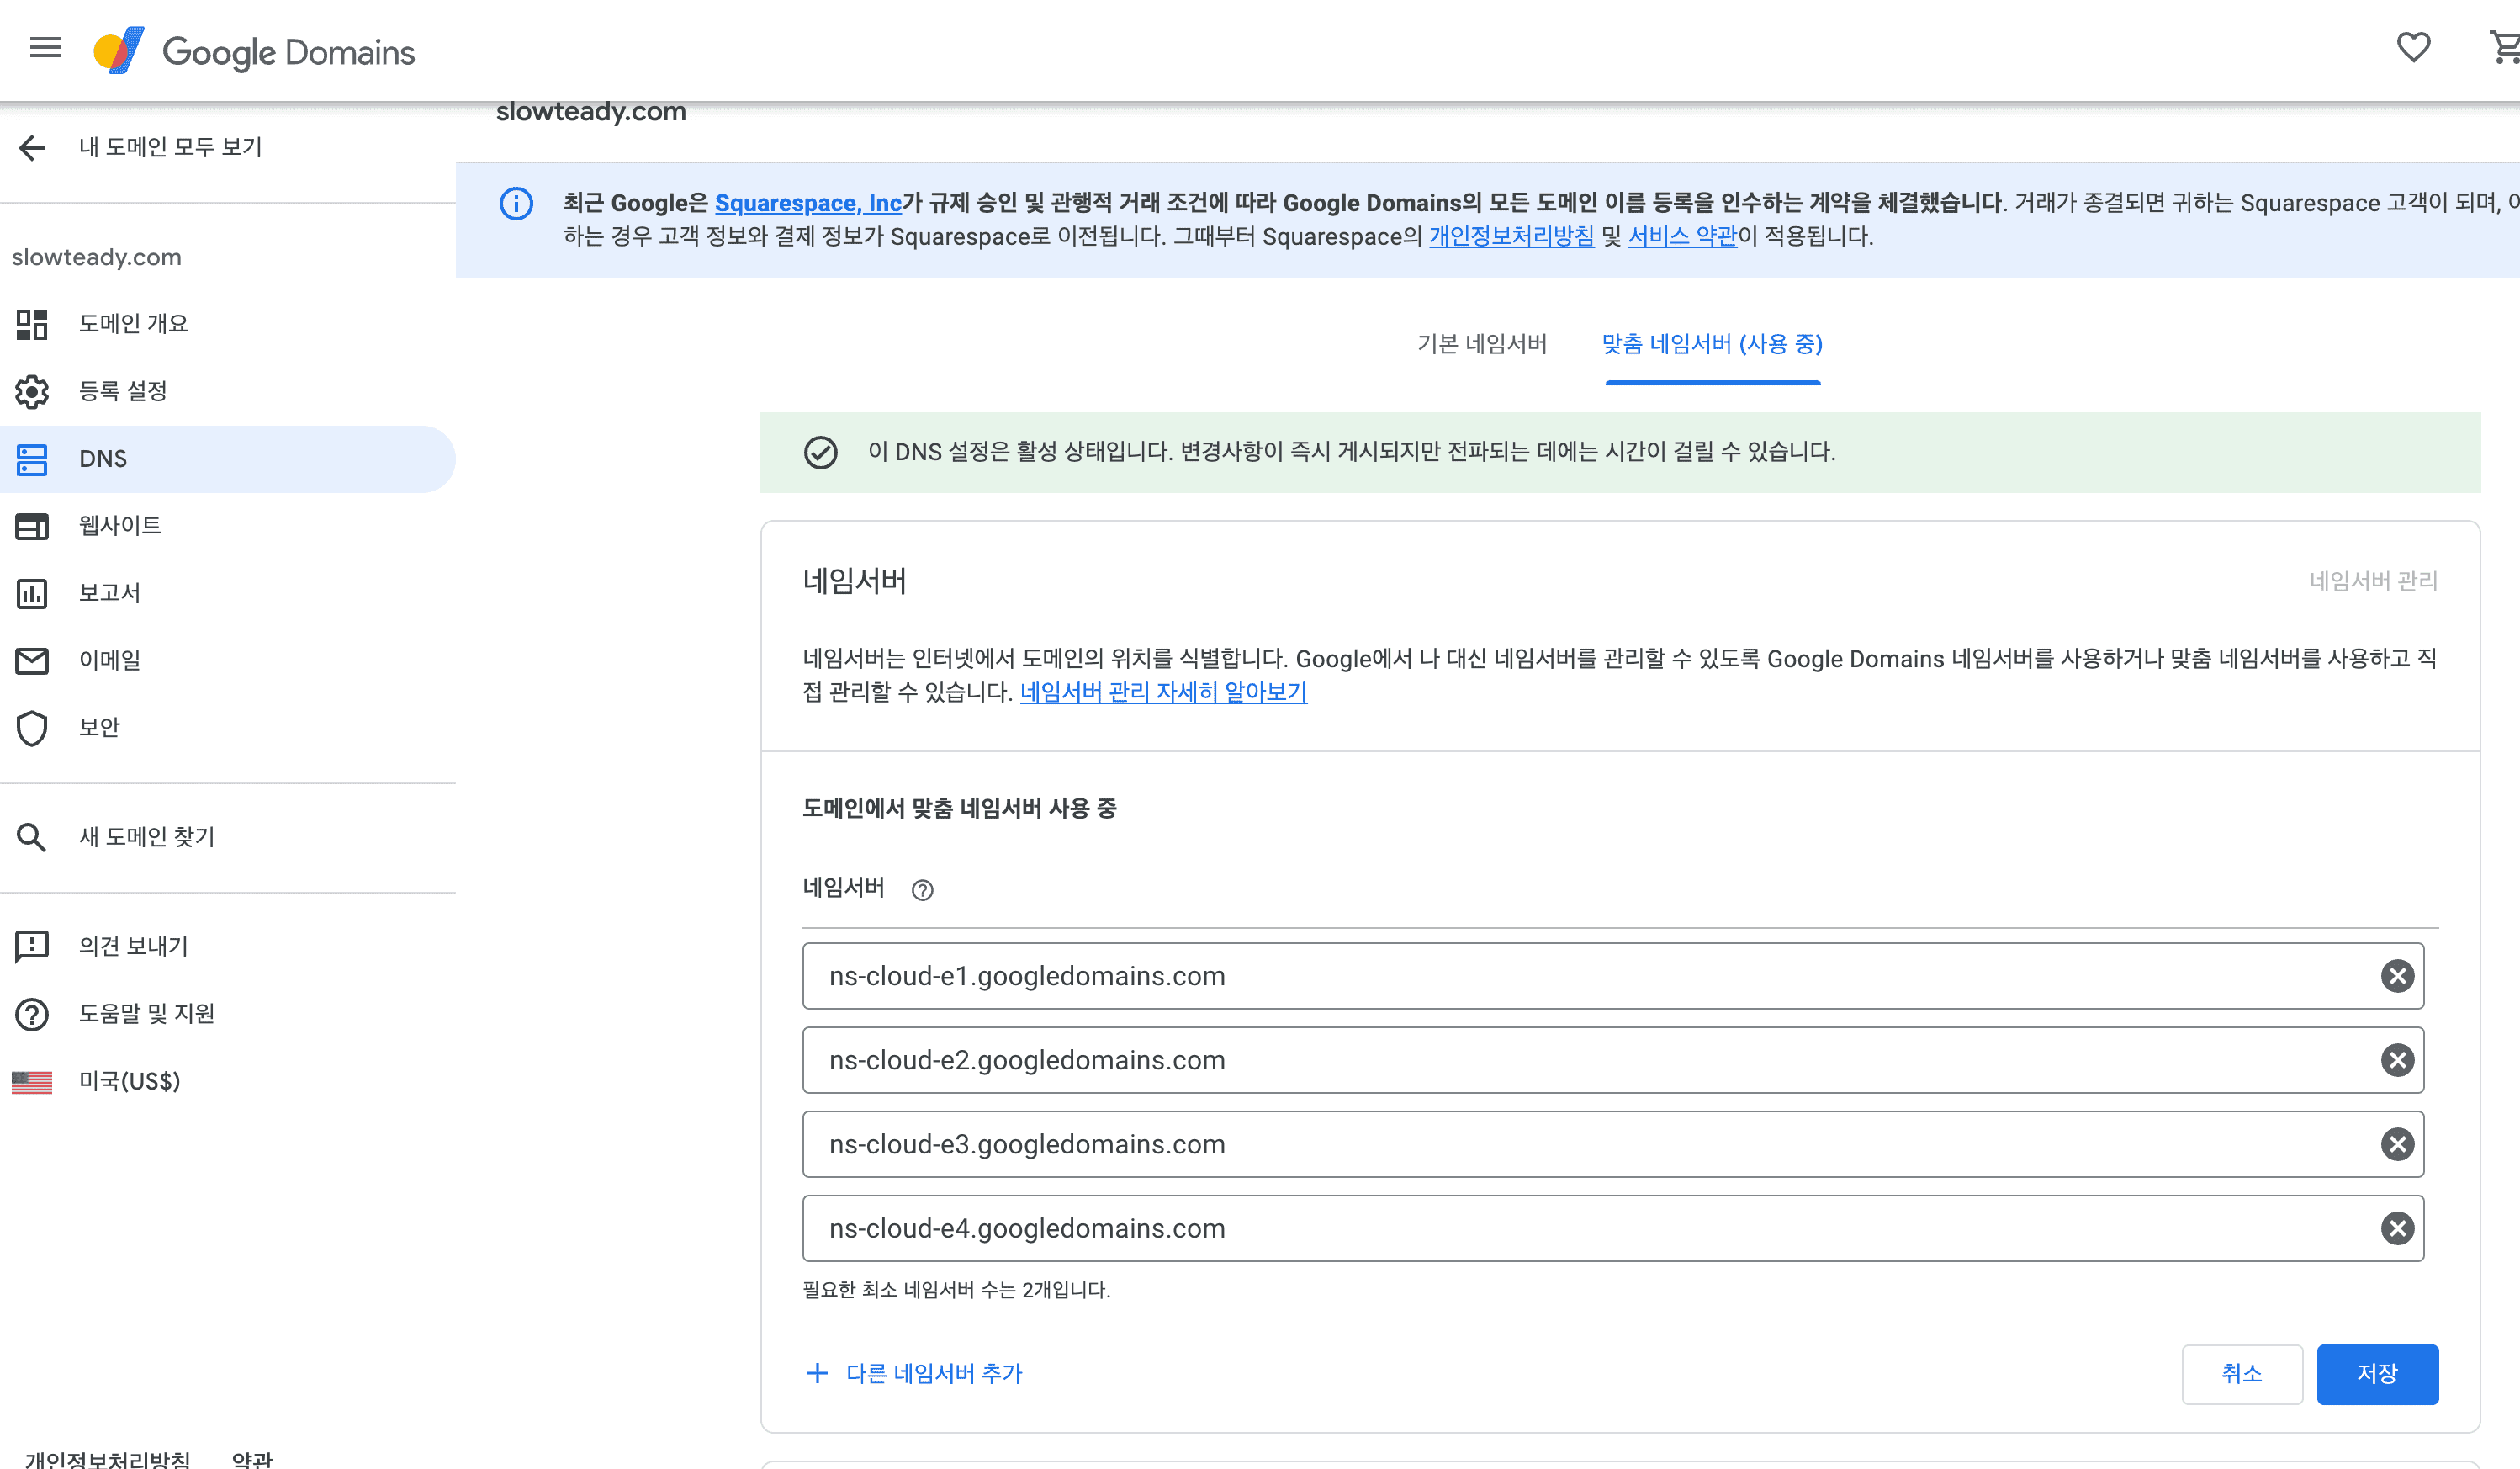 Google Domains
내 도메인 모두 보기
slowteady.com
도메인 개요
등록 설정
DNS
웹사이트
보고서
이메일
보안
새 도메인 찾기
의견 보내기
도움말 및 지원
미국(US$)
개인정보처리방침 약관
slowteady.com
최근 Google은 Squarespace, Inc가 규제 승인 및 관행적 거래 조건에 따라 Google Domains의 모든 도메인 이름 등록을 인수하는 계약을 체결했습니다. 거래가 종결되면 귀하는 Squarespace 고객이 되며,
하는 경우 고객 정보와 결제 정보가 Squarespace로 이전됩니다. 그때부터 Squarespace의 개인정보처리방침 및 서비스 약관이 적용됩니다.
기본 네임서버 맞춤 네임서버 (사용 중)
이 DNS 설정은 활성 상태입니다. 변경사항이 즉시 게시되지만 전파되는 데에는 시간이 걸릴 수 있습니다.
네임서버 네임서버 관리
네임서버는 인터넷에서 도메인의 위치를 식별합니다. Google에서 나 대신 네임서버를 관리할 수 있도록 Google Domains 네임서버를 사용하거나 맞춤 네임서버를 사용하고 직
접 관리할 수 있습니다. 네임서버 관리 자세히 알아보기
도메인에서 맞춤 네임서버 사용 중
네임서버
ns-cloud-e1.googledomains.com
ns-cloud-e2.googledomains.com
ns-cloud-e3.googledomains.com
ns-cloud-e4.googledomains.com
필요한 최소 네임서버 수는 2개입니다.
+ 다른 네임서버 추가
취소 저장